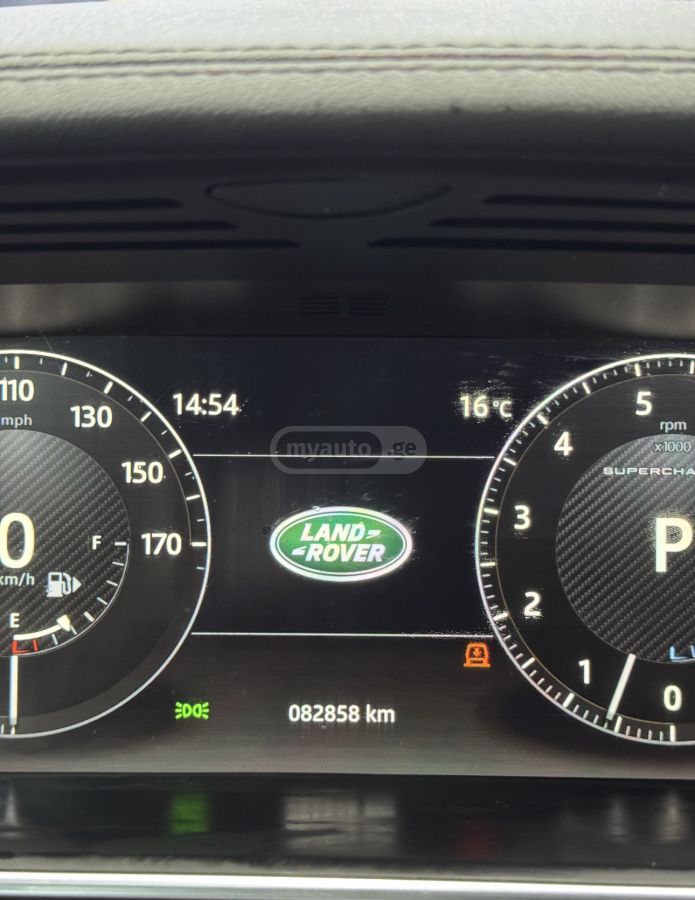 110
mph
130
150
170
0
km/h
F
E
14:54
16 °C
myauto.ge
LAND
ROVER
082858 km
5
4
3
2
1
0
rpm
x1000
SUPERCHA
P